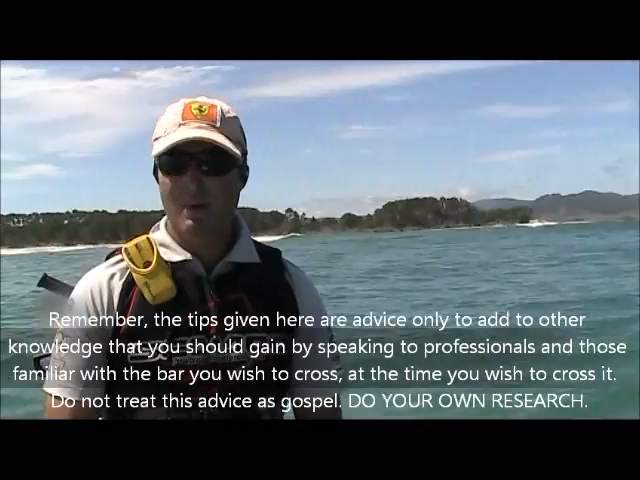 Remember, the tips given here are advice only to add to other
knowledge that you should gain by speaking to professionals and those
familiar with the bar you wish to cross, at the time you wish to cross it.
Do not treat this advice as gospel. DO YOUR OWN RESEARCH.